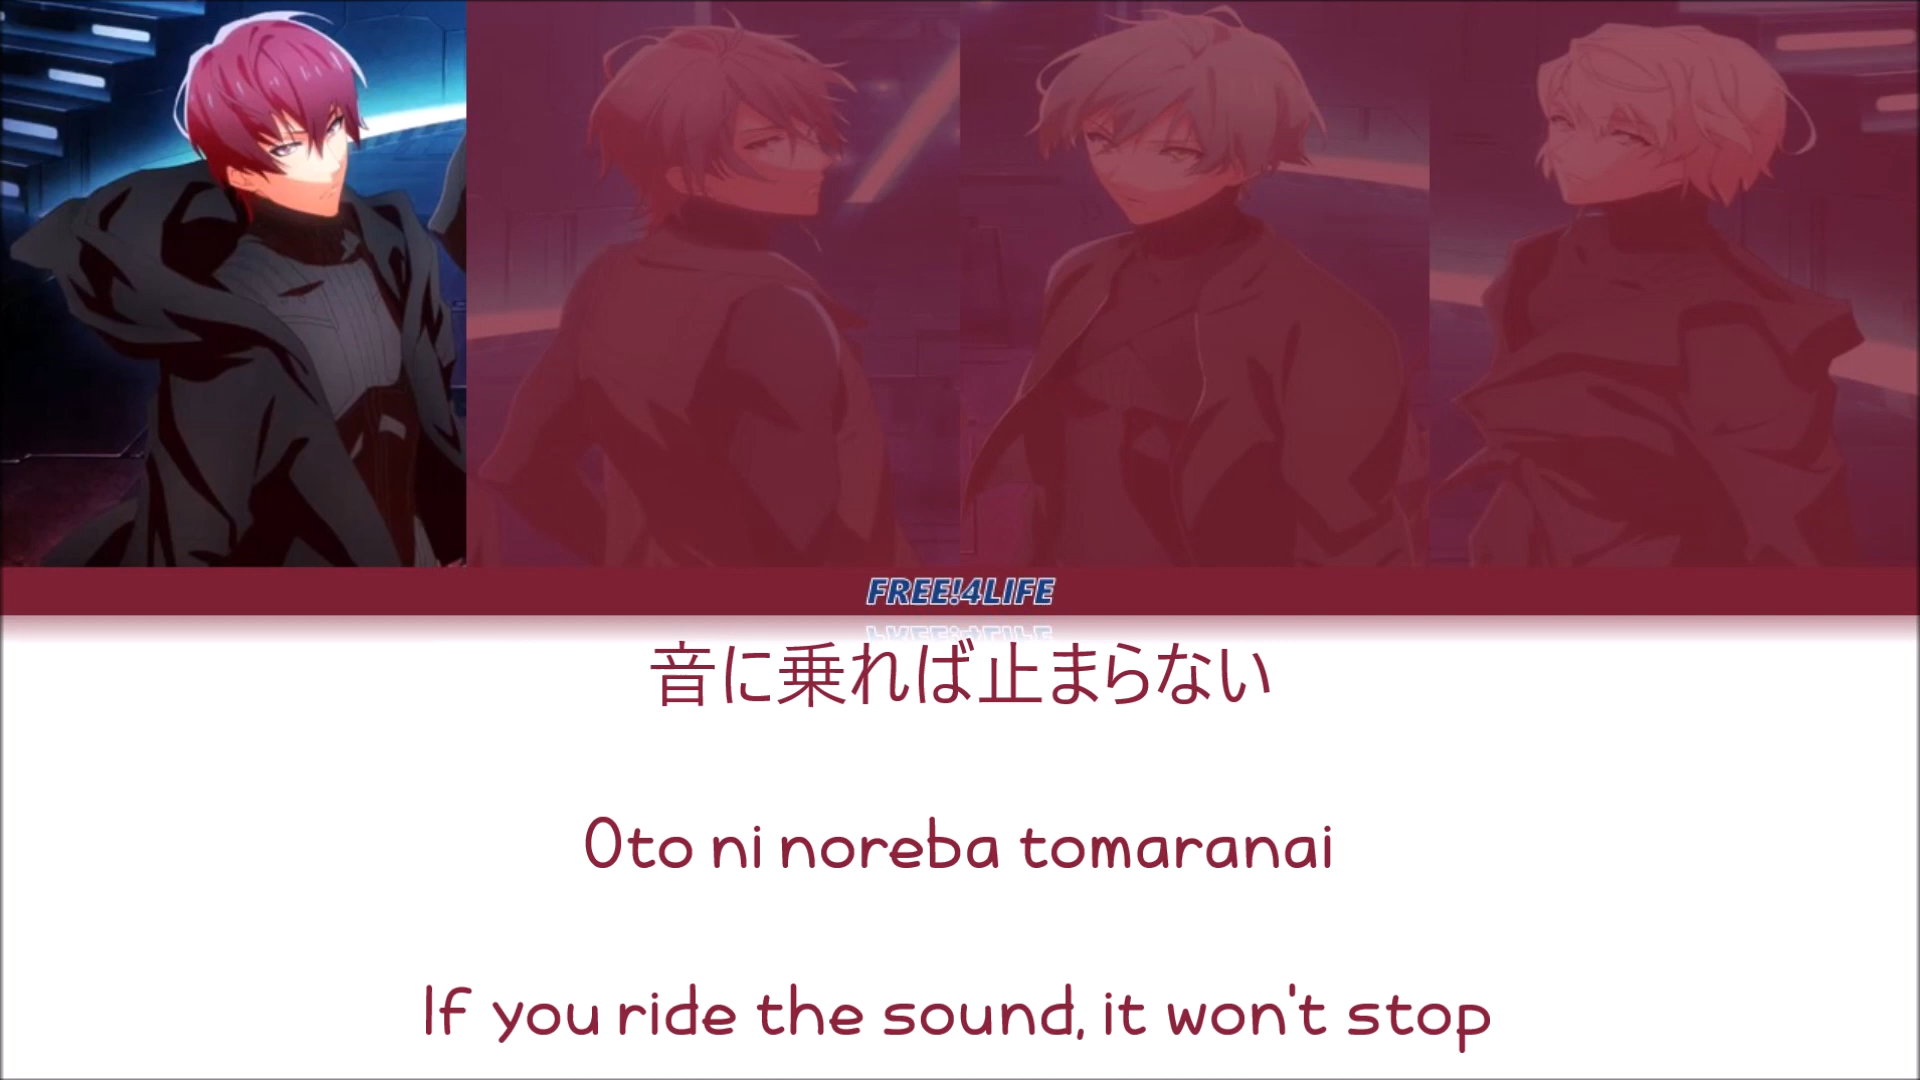 FREE!4LIFE
音に乗れば止まらない
Oto ni noreba tomaranai
If you ride the sound, it won't stop